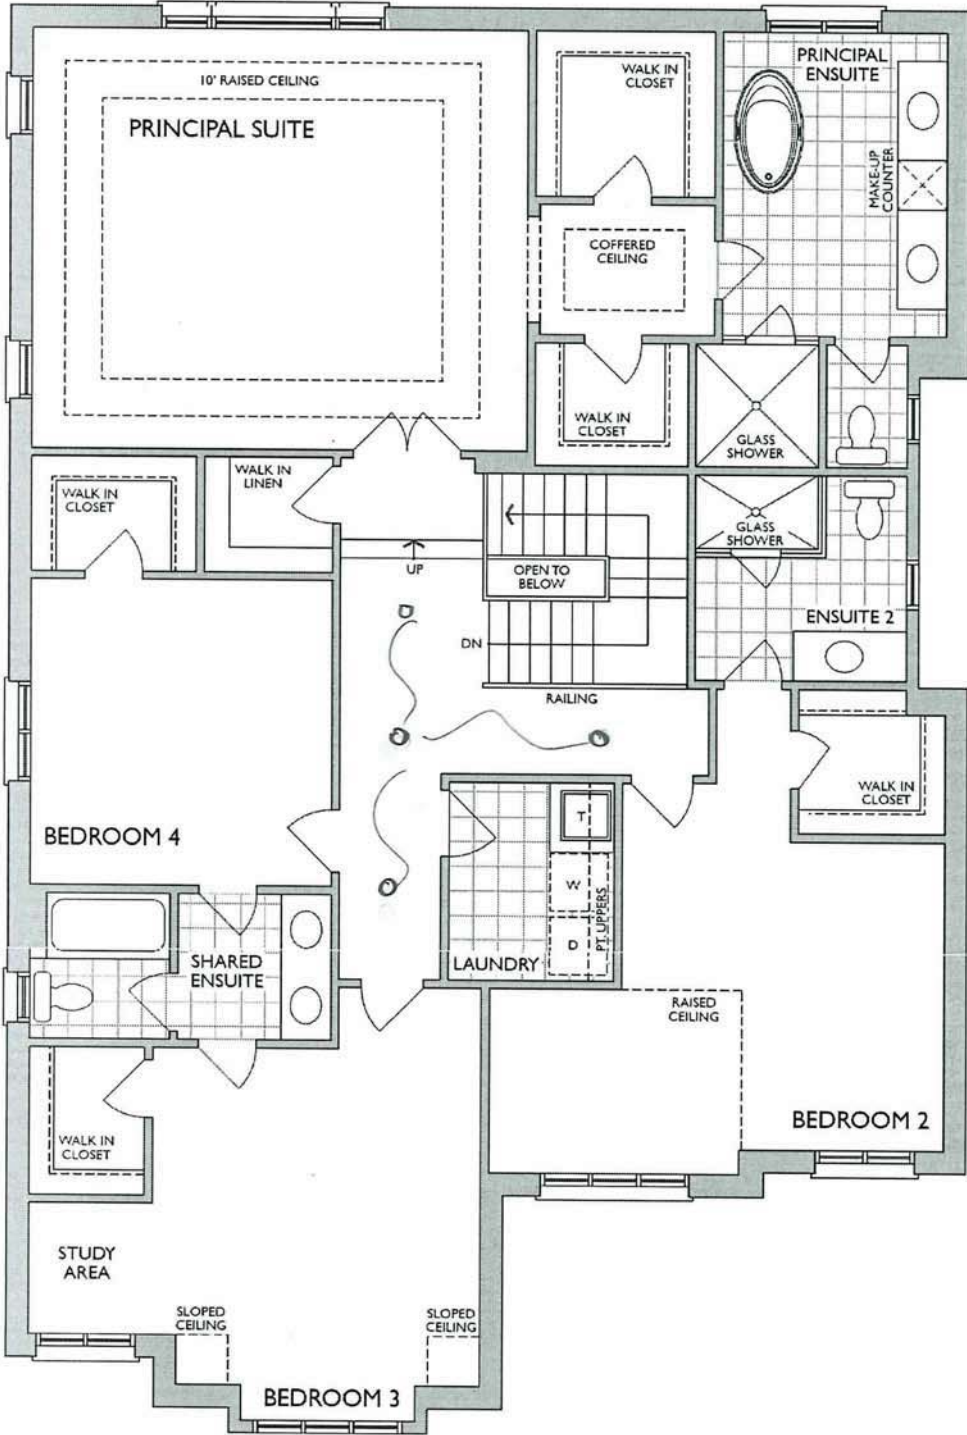 10' RAISED CEILING
PRINCIPAL SUITE
WALK IN
CLOSET
PRINCIPAL
ENSUITE
MAKE-UP
COUNTER
COFFERED
CEILING
WALK IN
CLOSET
GLASS
SHOWER
WALK IN
CLOSET
WALK IN
LINEN
UP
OPEN TO
BELOW
DN
RAILING
GLASS
SHOWER
ENSUITE 2
WALK IN
CLOSET
BEDROOM 4
T
W
D
PT. UPPERS
LAUNDRY
SHARED
ENSUITE
RAISED
CEILING
BEDROOM 2
WALK IN
CLOSET
STUDY
AREA
SLOPED
CEILING
SLOPED
CEILING
BEDROOM 3